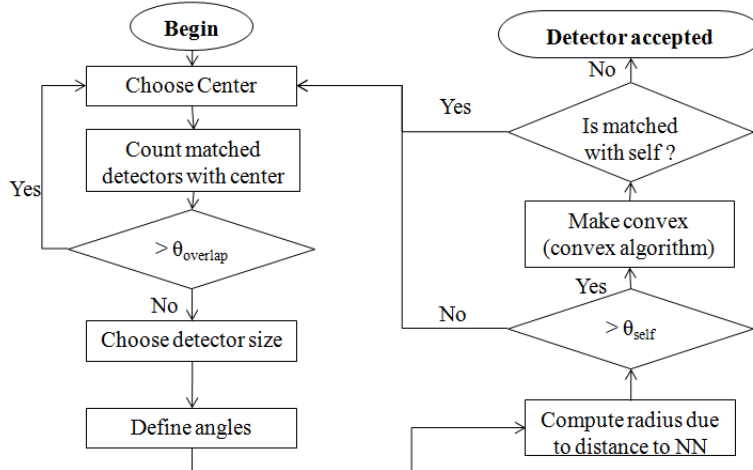 Begin
Choose Center
Count matched
detectors with center
Yes
> θoverlap
No
Choose detector size
Define angles
Detector accepted
No
Yes
Is matched
with self ?
Make convex
(convex algorithm)
Yes
No
> θself
Compute radius due
to distance to NN